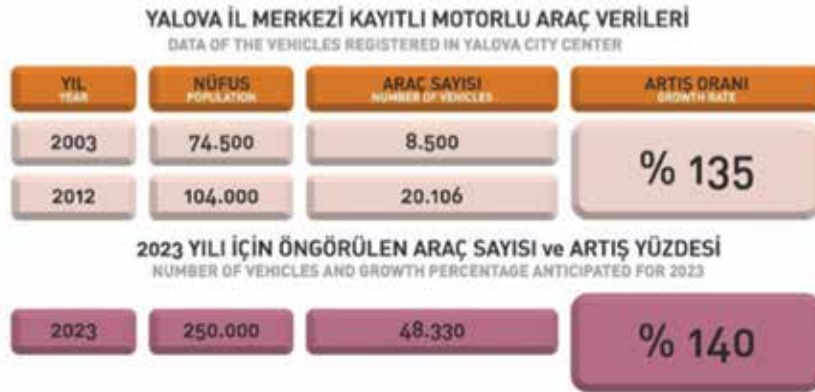 YALOVA İL MERKEZİ KAYITLI MOTORLU ARAÇ VERİLERİ
DATA OF THE VEHICLES REGISTERED IN YALOVA CITY CENTER
YIL NÜFUS ARAÇ SAYISI ARTIŞ ORANI
YEAR POPULATION NUMBER OF VEHICLES GROWTH RATE
2003 74.500 8.500
% 135
2012 104.000 20.106
2023 YILI İÇİN ÖNGÖRÜLEN ARAÇ SAYISI ve ARTIŞ YÜZDESİ
NUMBER OF VEHICLES AND GROWTH PERCENTAGE ANTICIPATED FOR 2023
2023 250.000 48.330 % 140